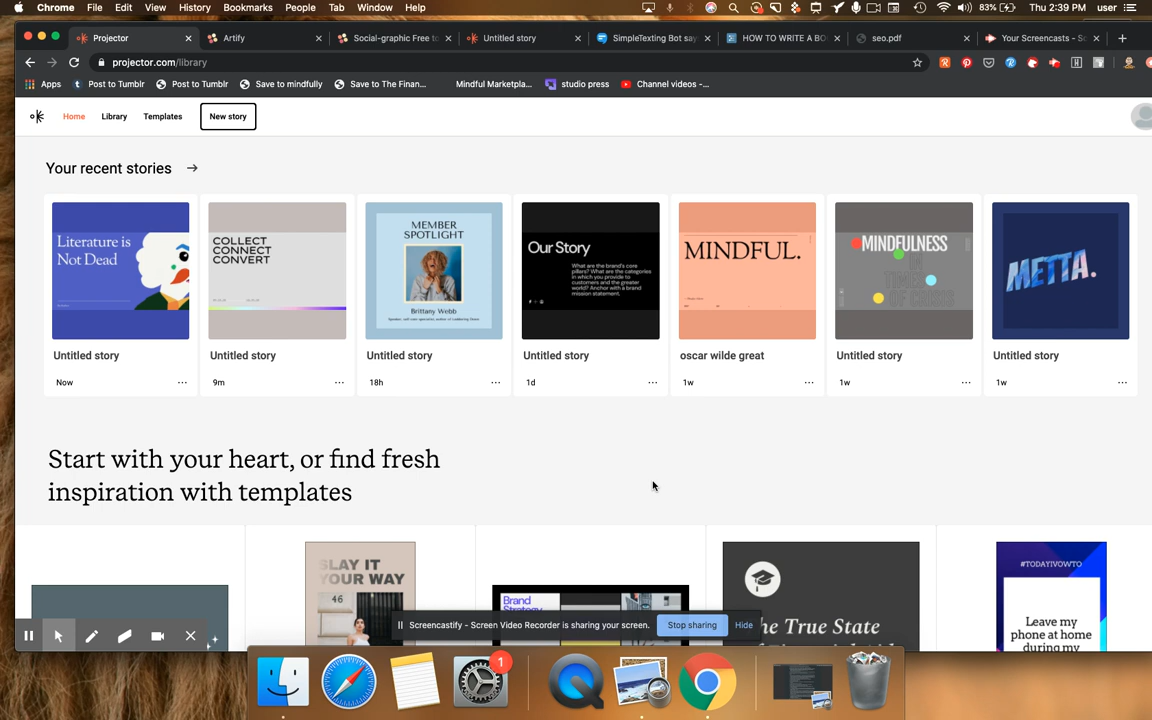 Chrome File Edit View History Bookmarks People Tab Window Help 83% Thu 2:39 PM user
Projector Artify Social-graphic Free to Untitled story SimpleTexting Bot say HOW TO WRITE A BO seo.pdf Your Screencasts - Sc
projector.com/library
Apps Post to Tumblr Post to Tumblr Save to mindfully Save to The Finan... Mindful Marketpla... studio press Channel videos -...
Home Library Templates New story
Your recent stories →
Literature is
Not Dead
COLLECT
CONNECT
CONVERT
MEMBER
SPOTLIGHT
Brittany Webb
Our Story
What are the brand's core
pillars? What are the categories
in which you provide to
customers and the greater
world? Anchor with a brand
mission statement.
MINDFUL.
MINDFULNESS
IN
TIMES
OF CRISIS
METTA.
Untitled story Untitled story Untitled story Untitled story oscar wilde great Untitled story Untitled story
Now ... 9m ... 18h ... 1d ... 1w ... 1w ... 1w ...
Start with your heart, or find fresh
inspiration with templates
SLAY IT
YOUR WAY
46
Brand
Strategy
The True State
#TODAYIVOWTO
Leave my
phone at home
during my
Screencastify - Screen Video Recorder is sharing your screen. Stop sharing Hide
1